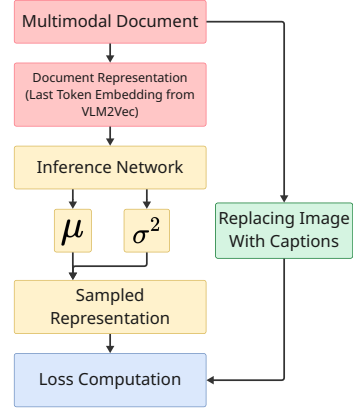 Multimodal Document
Document Representation
(Last Token Embedding from
VLM2Vec)
Inference Network
μ
σ²
Replacing Image
With Captions
Sampled
Representation
Loss Computation